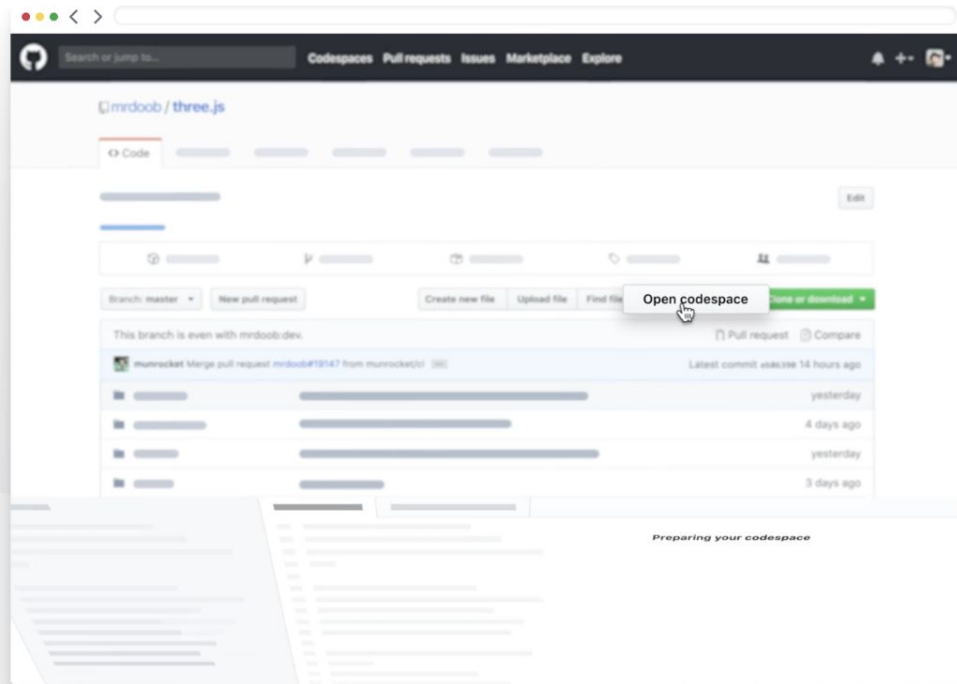 Search or jump to...
Codespaces Pull requests Issues Marketplace Explore
mrdoob / three.js
Code
Edit
Branch: master New pull request Create new file Upload file Find file Open codespace Clone or download
This branch is even with mrdoob:dev. Pull request Compare
munrocket Merge pull request mrdoob#19147 from munrocket/ci Latest commit 14 hours ago
yesterday
4 days ago
yesterday
3 days ago
Preparing your codespace